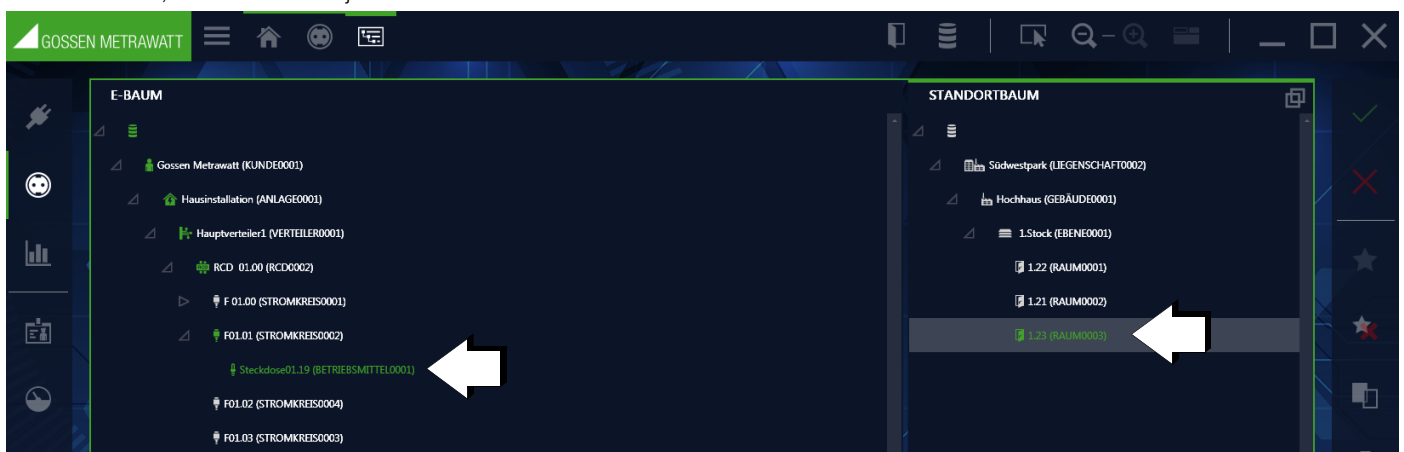 GOSSEN METRAWATT
E-BAUM
Gossen Metrawatt (KUNDE0001)
Hausinstallation (ANLAGE0001)
Hauptverteiler1 (VERTEILER0001)
RCD 01.00 (RCD0002)
F 01.00 (STROMKREIS0001)
F01.01 (STROMKREIS0002)
Steckdose01.19 (BETRIEBSMITTEL0001)
F01.02 (STROMKREIS0004)
F01.03 (STROMKREIS0003)
STANDORTBAUM
Südwestpark (LIEGENSCHAFT0002)
Hochhaus (GEBÄUDE0001)
1.Stock (EBENE0001)
1.22 (RAUM0001)
1.21 (RAUM0002)
1.23 (RAUM0003)